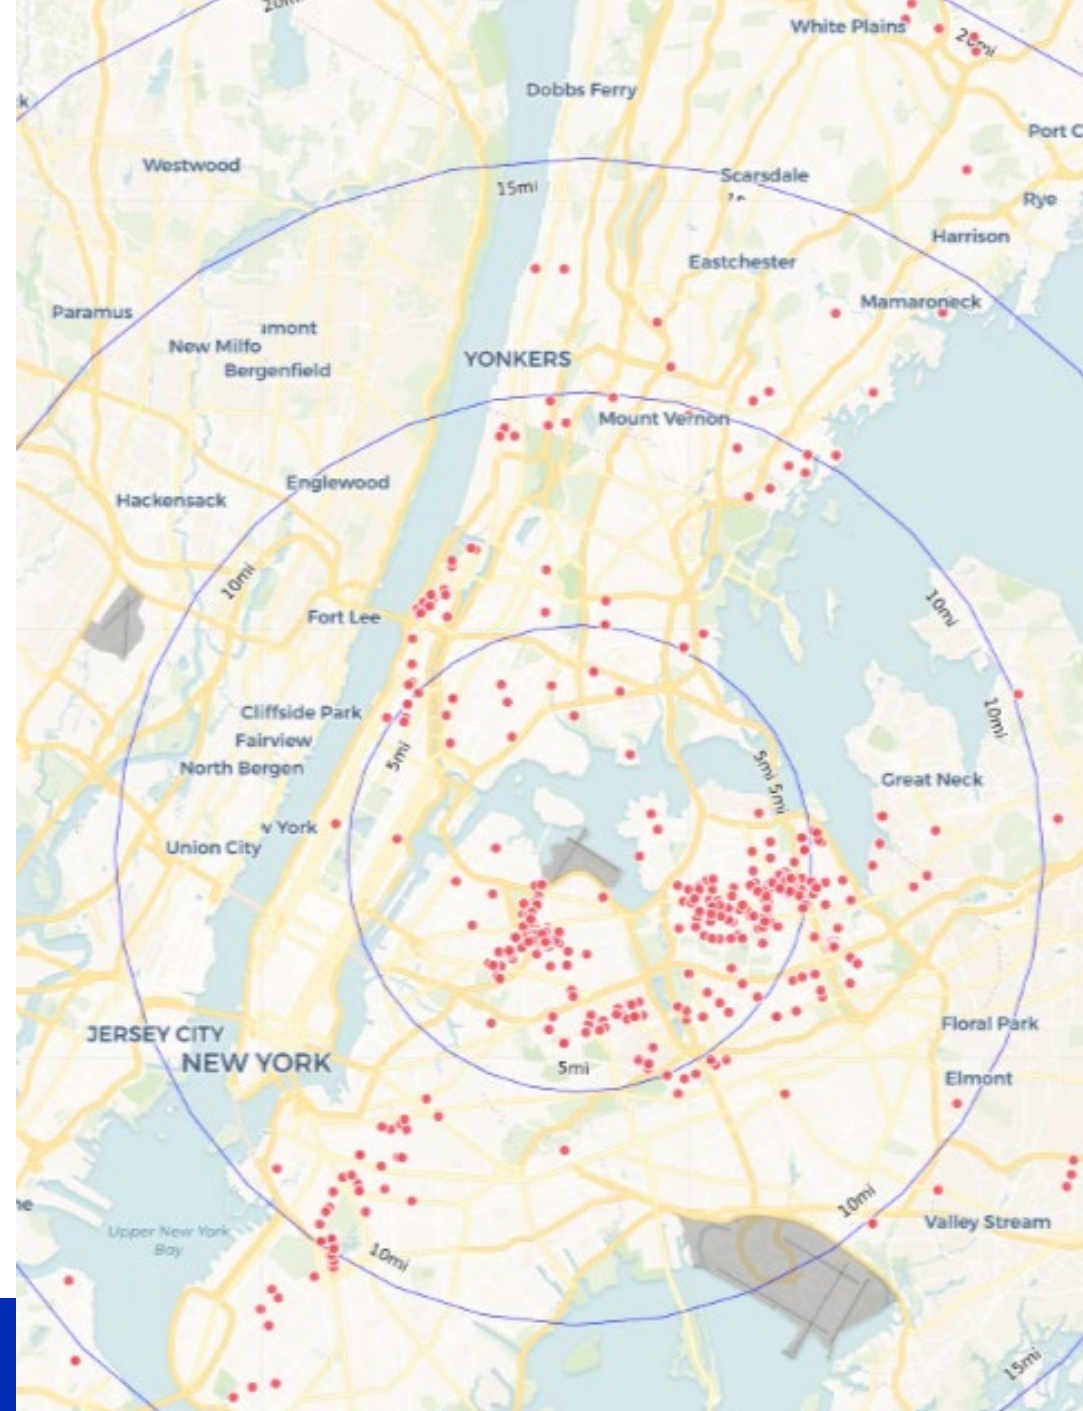 20mi
White Plains
20mi
Dobbs Ferry
Port C
Westwood
Scarsdale
15mi
Rye
Harrison
Eastchester
Mamaroneck
Paramus
New Milfo
Bergenfield
YONKERS
Mount Vernon
Englewood
Hackensack
10mi
10mi
Fort Lee
Cliffside Park
10mi
Fairview
5mi
North Bergen
5mi 5mi
Great Neck
York
Union City
JERSEY CITY
NEW YORK
Floral Park
5mi
Elmont
10mi
Valley Stream
Upper New York
Bay
10mi
15mi